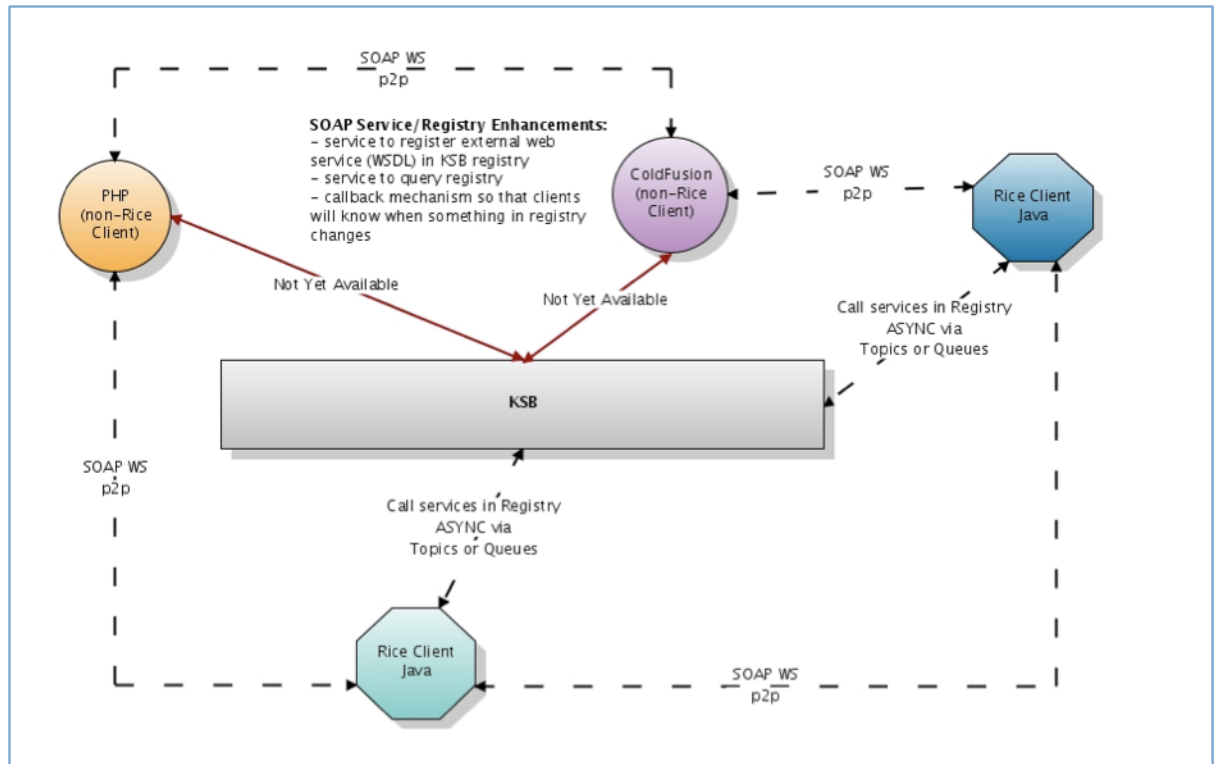 SOAP WS
p2p
SOAP Service/Registry Enhancements:
– service to register external web
service (WSDL) in KSB registry
– service to query registry
– callback mechanism so that clients
will know when something in registry
changes
PHP
(non-Rice
Client)
ColdFusion
(non-Rice
Client)
SOAP WS
p2p
Rice Client
Java
Not Yet Available
Not Yet Available
Call services in Registry
ASYNC via
Topics or Queues
KSB
SOAP WS
p2p
Call services in Registry
ASYNC via
Topics or Queues
Rice Client
Java
SOAP WS
p2p